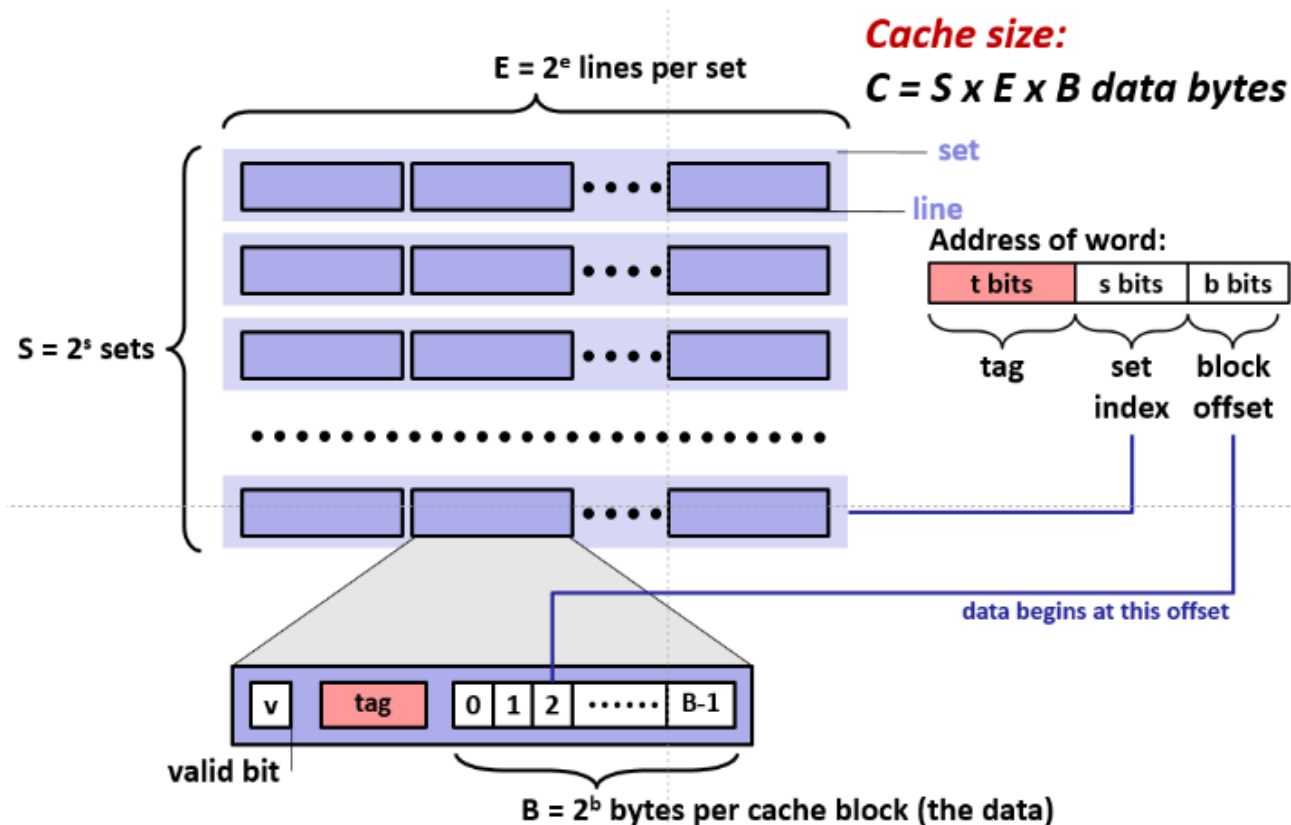 Cache size:
C = S x E x B data bytes
E = 2ᵉ lines per set
set
line
Address of word:
t bits s bits b bits
S = 2ˢ sets
tag set index block offset
data begins at this offset
v tag 0 1 2 •••••• B-1
valid bit
B = 2ᵇ bytes per cache block (the data)